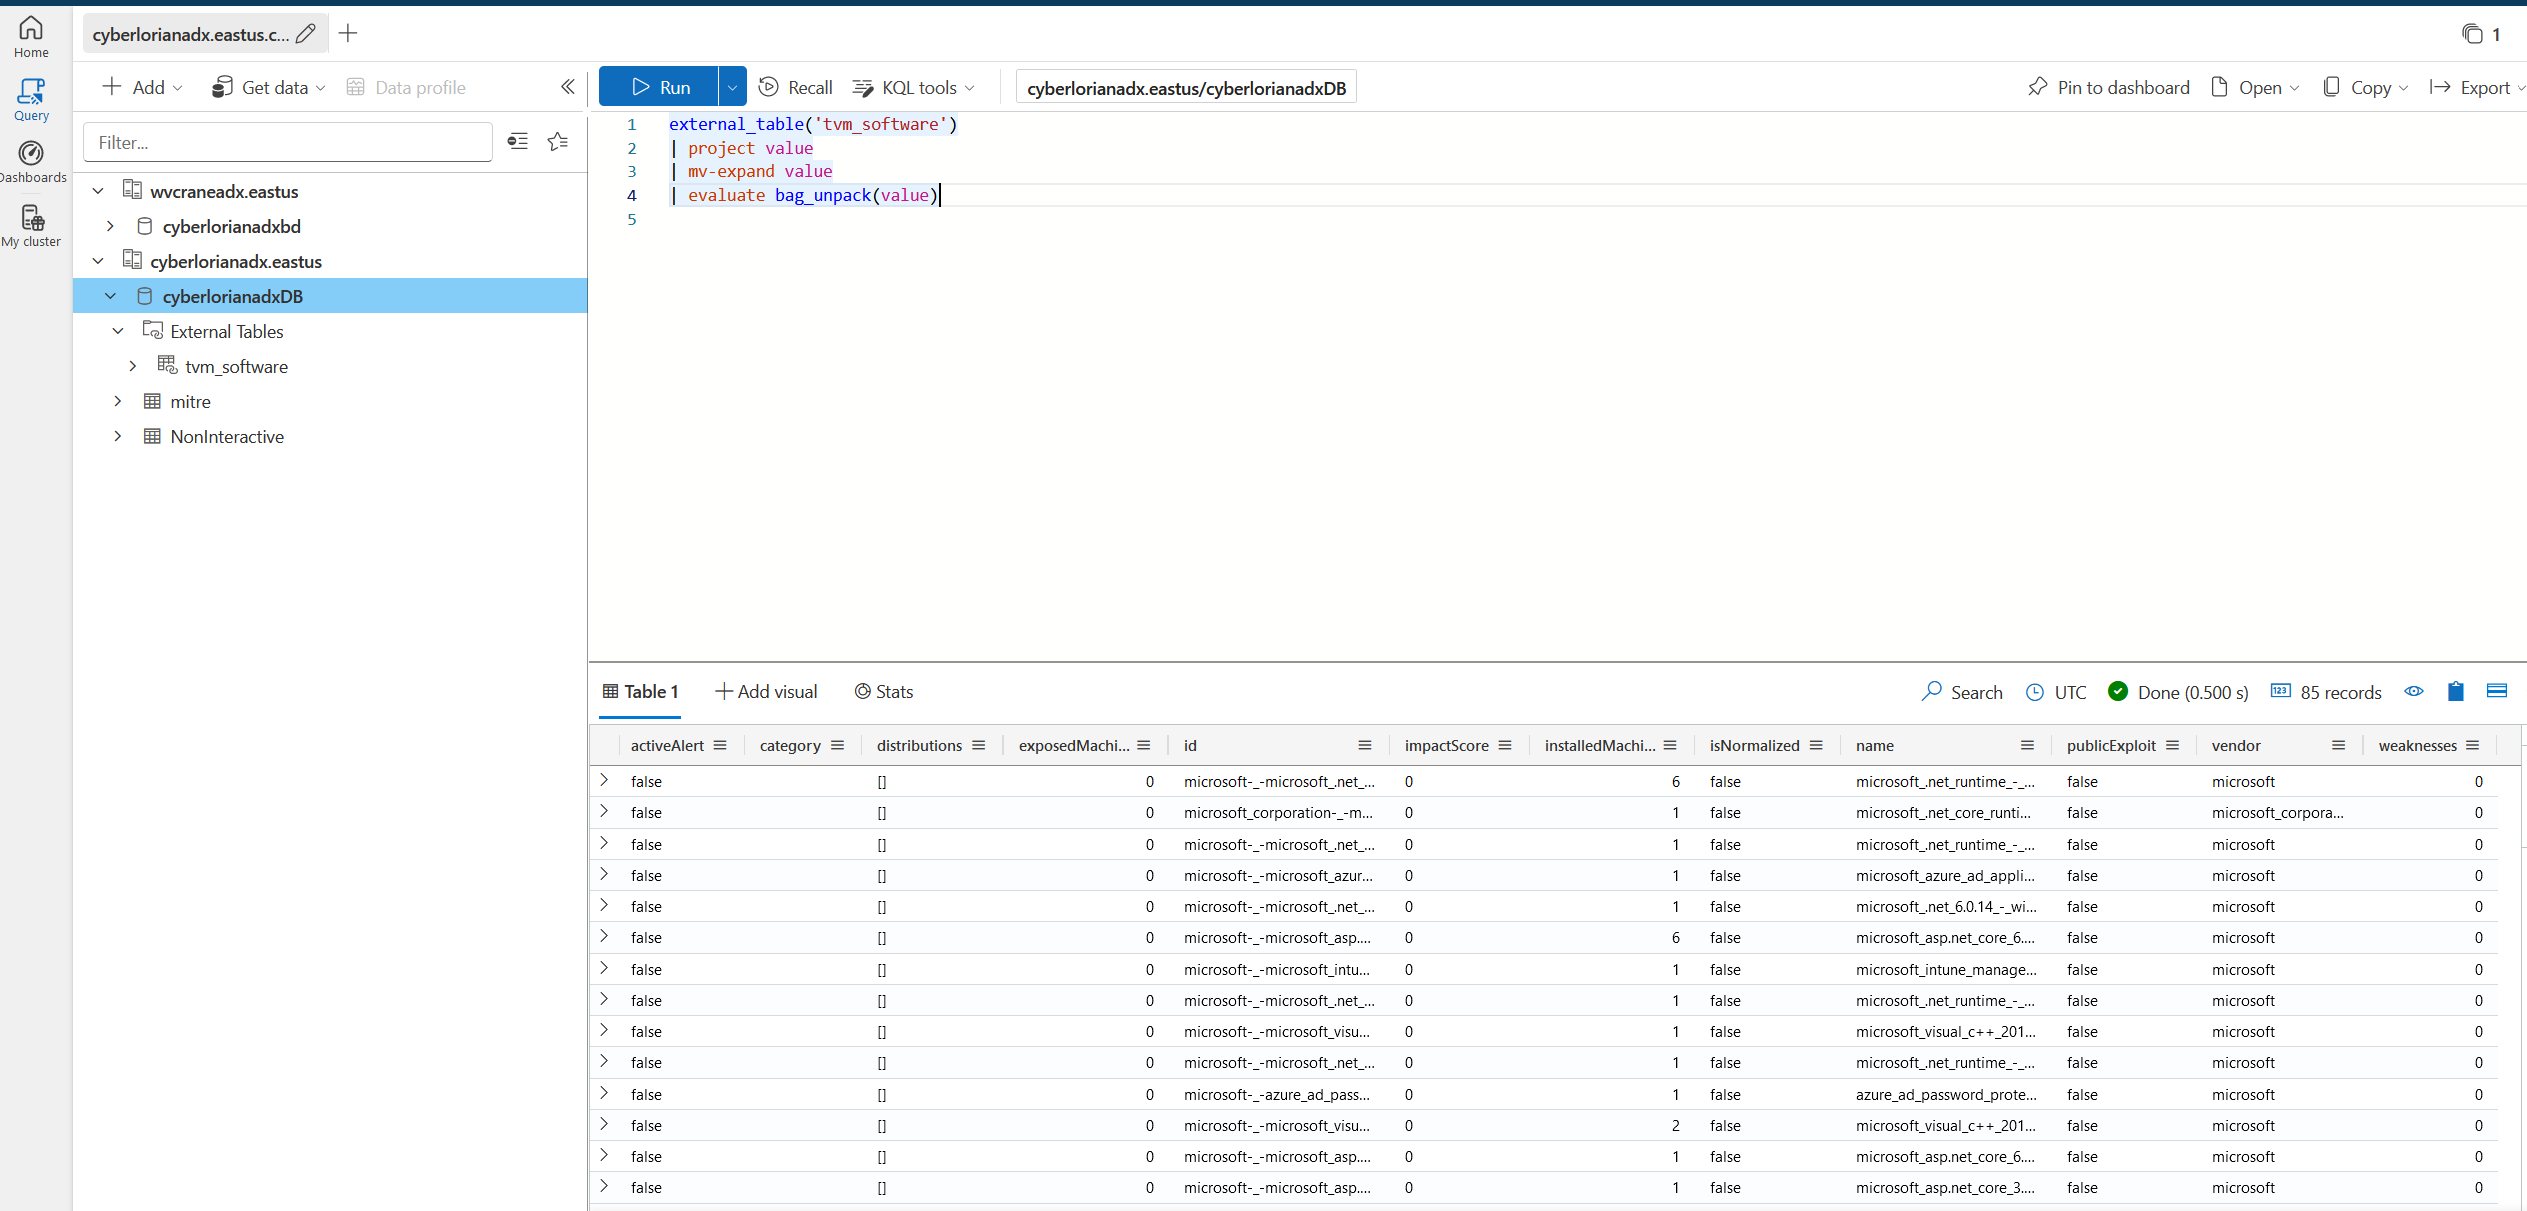 cyberlorianadx.eastus.c...
1
Home
Query
Dashboards
My cluster
Add
Get data
Data profile
Run
Recall
KQL tools
cyberlorianadx.eastus/cyberlorianadxDB
Pin to dashboard
Open
Copy
Export
Filter...
wvcraneadx.eastus
cyberlorianadxbd
cyberlorianadx.eastus
cyberlorianadxDB
External Tables
tvm_software
mitre
NonInteractive
1 external_table('tvm_software')
2 | project value
3 | mv-expand value
4 | evaluate bag_unpack(value)
5
Table 1 Add visual Stats Search UTC Done (0.500 s) 123 85 records
activeAlert category distributions exposedMachi... id impactScore installedMachi... isNormalized name publicExploit vendor weaknesses
false [] 0 microsoft-_-microsoft_.net_... 0 6 false microsoft_.net_runtime_-_... false microsoft 0
false [] 0 microsoft_corporation-_-m... 0 1 false microsoft_.net_core_runti... false microsoft_corpora... 0
false [] 0 microsoft-_-microsoft_.net_... 0 1 false microsoft_.net_runtime_-_... false microsoft 0
false [] 0 microsoft-_-microsoft_azur... 0 1 false microsoft_azure_ad_appli... false microsoft 0
false [] 0 microsoft-_-microsoft_.net_... 0 1 false microsoft_.net_6.0.14_-_wi... false microsoft 0
false [] 0 microsoft-_-microsoft_asp.... 0 6 false microsoft_asp.net_core_6.... false microsoft 0
false [] 0 microsoft-_-microsoft_intu... 0 1 false microsoft_intune_manage... false microsoft 0
false [] 0 microsoft-_-microsoft_.net_... 0 1 false microsoft_.net_runtime_-_... false microsoft 0
false [] 0 microsoft-_-microsoft_visu... 0 1 false microsoft_visual_c++_201... false microsoft 0
false [] 0 microsoft-_-microsoft_.net_... 0 1 false microsoft_.net_runtime_-_... false microsoft 0
false [] 0 microsoft-_-azure_ad_pass... 0 1 false azure_ad_password_prote... false microsoft 0
false [] 0 microsoft-_-microsoft_visu... 0 2 false microsoft_visual_c++_201... false microsoft 0
false [] 0 microsoft-_-microsoft_asp.... 0 1 false microsoft_asp.net_core_6.... false microsoft 0
false [] 0 microsoft-_-microsoft_asp.... 0 1 false microsoft_asp.net_core_3.... false microsoft 0